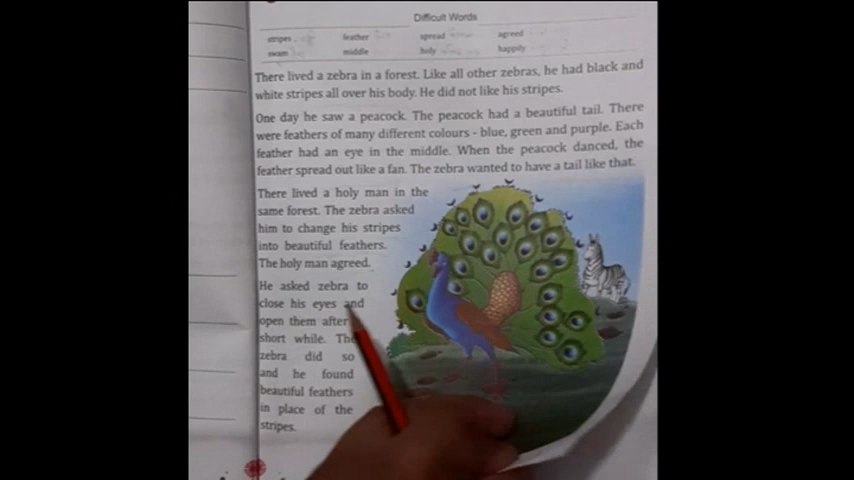 Difficult Words
stripes feather spread agreed
swam middle holy happily
There lived a zebra in a forest. Like all other zebras, he had black and
white stripes all over his body. He did not like his stripes.
One day he saw a peacock. The peacock had a beautiful tail. There
were feathers of many different colours - blue, green and purple. Each
feather had an eye in the middle. When the peacock danced, the
feather spread out like a fan. The zebra wanted to have a tail like that.
There lived a holy man in the
same forest. The zebra asked
him to change his stripes
into beautiful feathers.
The holy man agreed.
He asked zebra to
close his eyes and
open them after
short while. The
zebra did so
and he found
beautiful feathers
in place of the
stripes.